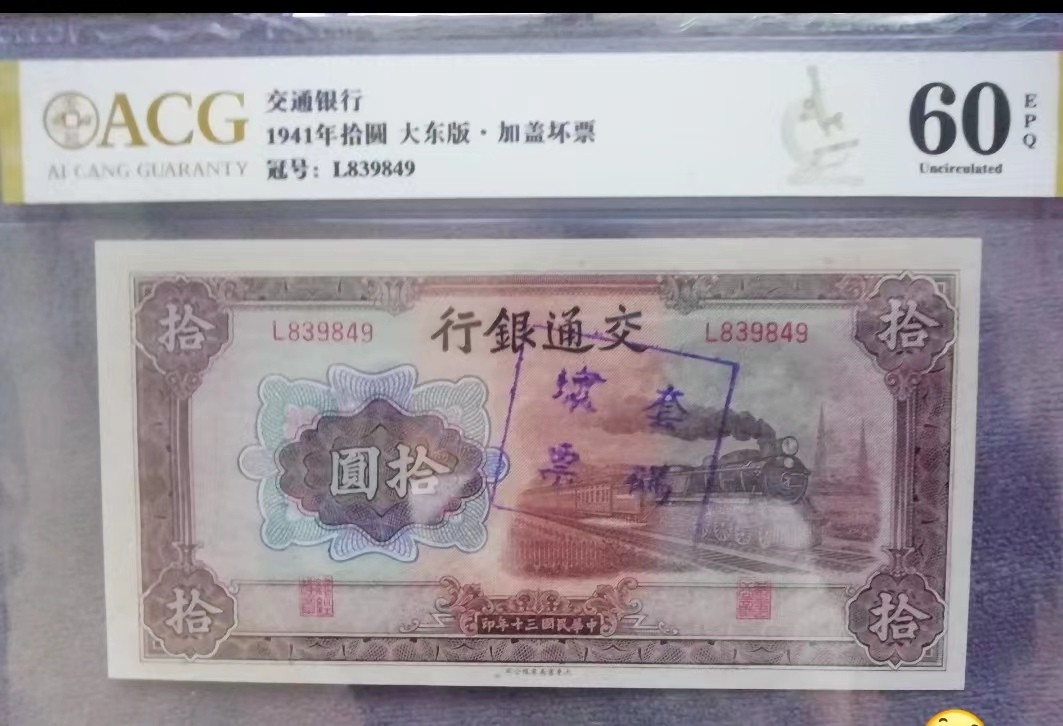 ACG
AI CANG GUARANTY
交通银行
1941年拾圆 大东版·加盖坏票
冠号：L839849
60
EPQ
Uncirculated
拾
拾
L839849
行銀通交
L839849
壞 套
票
圓拾
拾
拾
印年十三國民華中